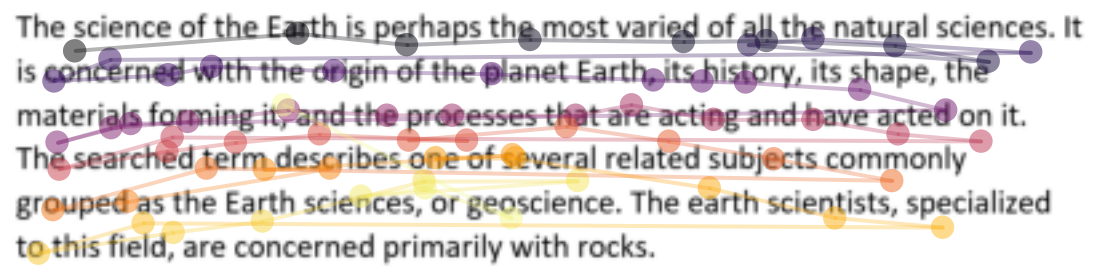 The science of the Earth is perhaps the most varied of all the natural sciences. It
is concerned with the origin of the planet Earth, its history, its shape, the
materials forming it, and the processes that are acting and have acted on it.
The searched term describes one of several related subjects commonly
grouped as the Earth sciences, or geoscience. The earth scientists, specialized
to this field, are concerned primarily with rocks.